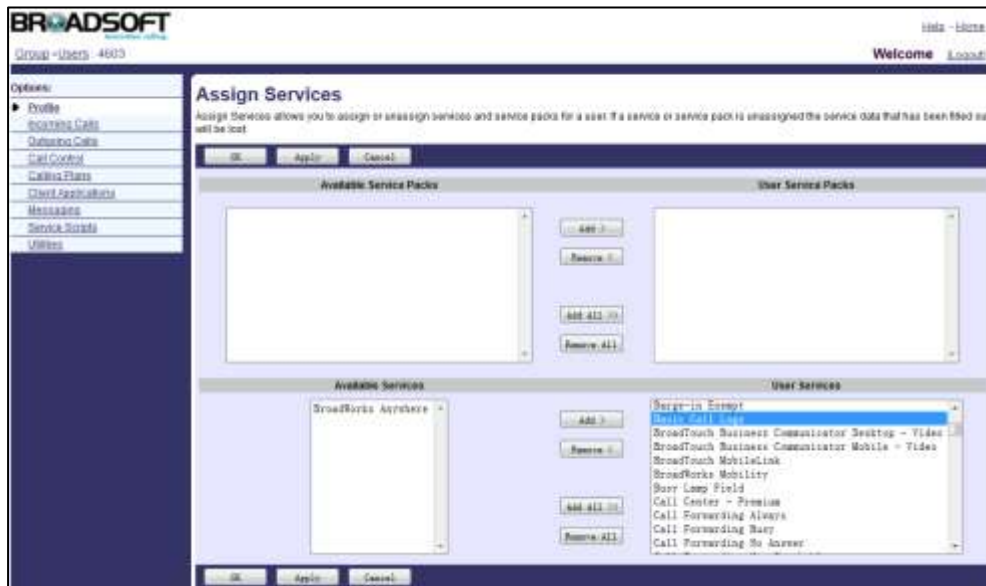 BROADSOFT
Help - Home
Group >Users : 4603
Welcome [Logout]
Options:
Profile
Incoming Calls
Outgoing Calls
Call Control
Calling Plans
Client Applications
Messaging
Service Scripts
Utilities
Assign Services
Assign Services allows you to assign or unassign services and service packs for a user. If a service or service pack is unassigned the service data that has been filled ou
will be lost
OK Apply Cancel
Available Service Packs
User Service Packs
Add >
Remove <
Add All >>
Remove All
Available Services
User Services
BroadWorks Anywhere
Add >
Remove <
Add All >>
Remove All
Barge-in Exempt
Basic Call Logs
BroadTouch Business Communicator Desktop - Video
BroadTouch Business Communicator Mobile - Video
BroadTouch MobileLink
BroadWorks Mobility
Busy Lamp Field
Call Center - Premium
Call Forwarding Always
Call Forwarding Busy
Call Forwarding No Answer
OK Apply Cancel